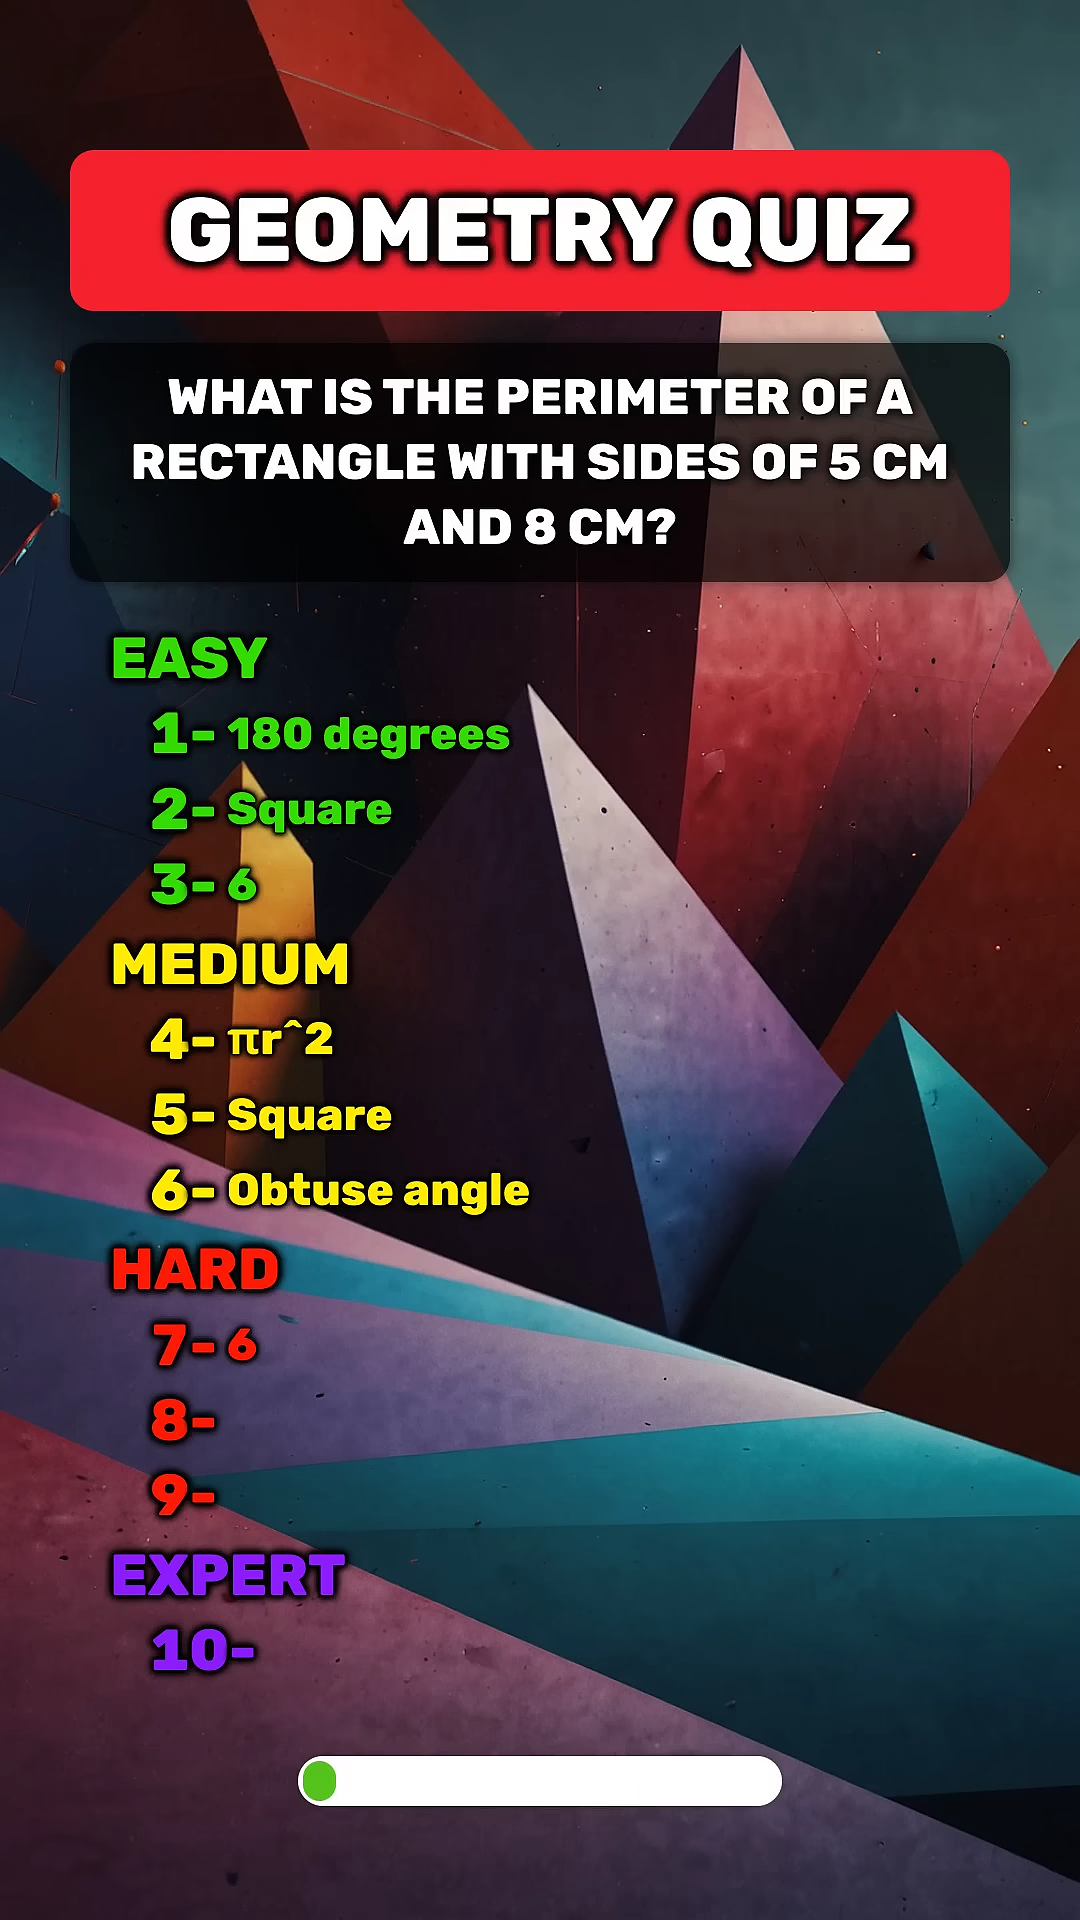 GEOMETRY QUIZ
WHAT IS THE PERIMETER OF A
RECTANGLE WITH SIDES OF 5 CM
AND 8 CM?
EASY
1- 180 degrees
2- Square
3- 6
MEDIUM
4- πr^2
5- Square
6- Obtuse angle
HARD
7- 6
8-
9-
EXPERT
10-